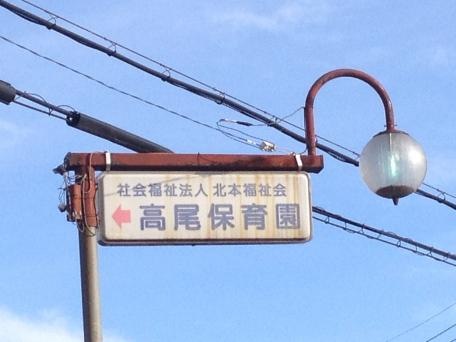 社会福祉法人 北本福祉会
←高尾保育園